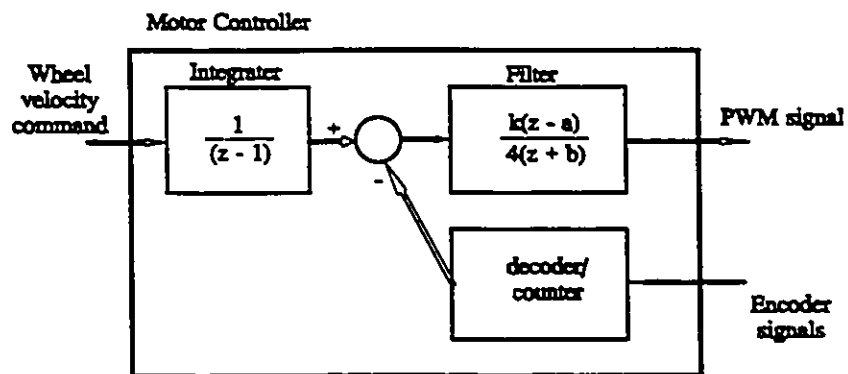 Motor Controller
Wheel
velocity
command
Integrater
1
(z - 1)
+
-
Filter
k(z - a)
4(z + b)
PWM signal
decoder/
counter
Encoder
signals